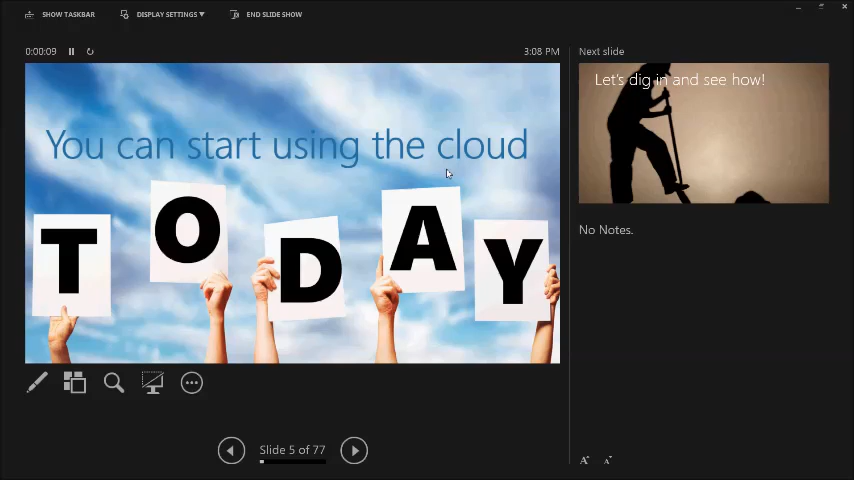 SHOW TASKBAR
DISPLAY SETTINGS
END SLIDE SHOW
0:00:09
3:08 PM
You can start using the cloud
TODAY
Slide 5 of 77
Next slide
Let's dig in and see how!
No Notes.
A
A